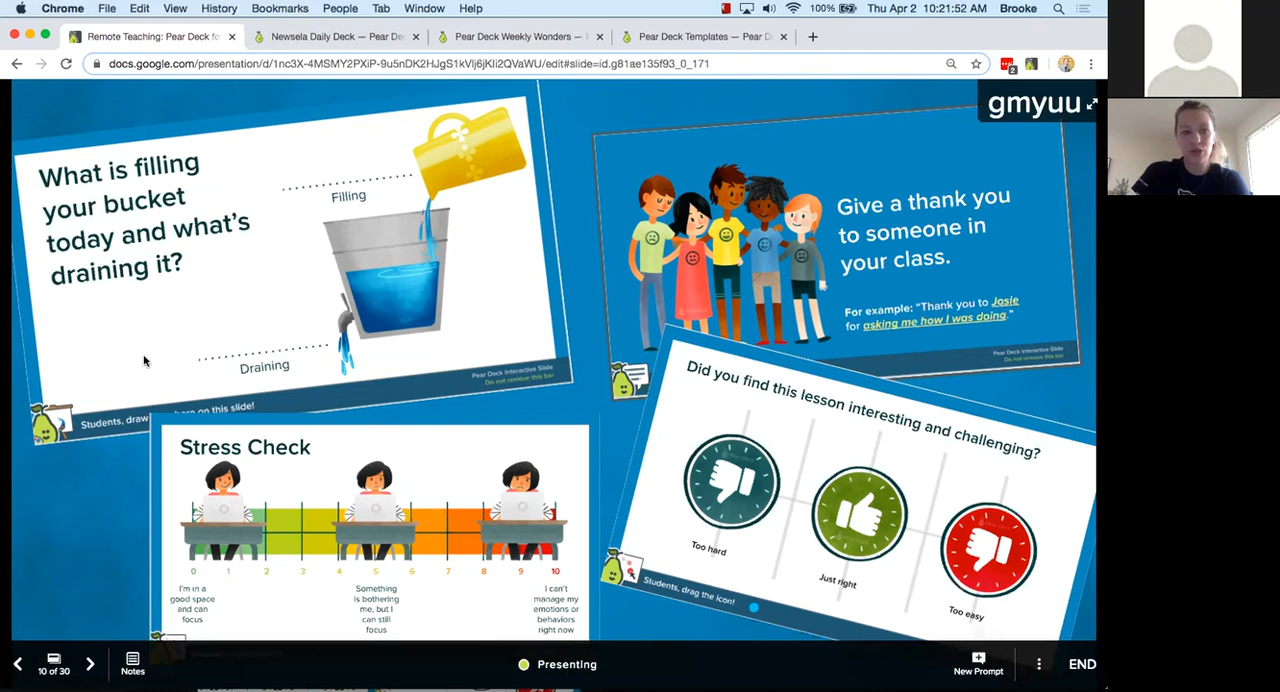 Chrome File Edit View History Bookmarks People Tab Window Help 100% Thu Apr 2 10:21:52 AM Brooke
Remote Teaching: Pear Deck fo Newsela Daily Deck — Pear De Pear Deck Weekly Wonders — Pear Deck Templates — Pear D
docs.google.com/presentation/d/1nc3X-4MSMY2PXiP-9u5nDK2HJgS1kVlj6jKIi2QVaWU/edit#slide=id.g81ae135f93_0_171
2
gmyuu
What is filling
your bucket
today and what's
draining it?
Filling
Draining
Pear Deck Interactive Slide
Do not remove this bar
Students, draw here on this slide!
Give a thank you
to someone in
your class.
For example: "Thank you to Josie
for asking me how I was doing."
Pear Deck Interactive Slide
Do not remove this bar
Stress Check
0 1 2 3 4 5 6 7 8 9 10
I'm in a
good space
and can
focus
Something
is bothering
me, but I
can still
focus
I can't
manage my
emotions or
behaviors
right now
Did you find this lesson interesting and challenging?
Too hard
Just right
Too easy
Students, drag the icon!
10 of 30
Notes
Presenting
New Prompt
END